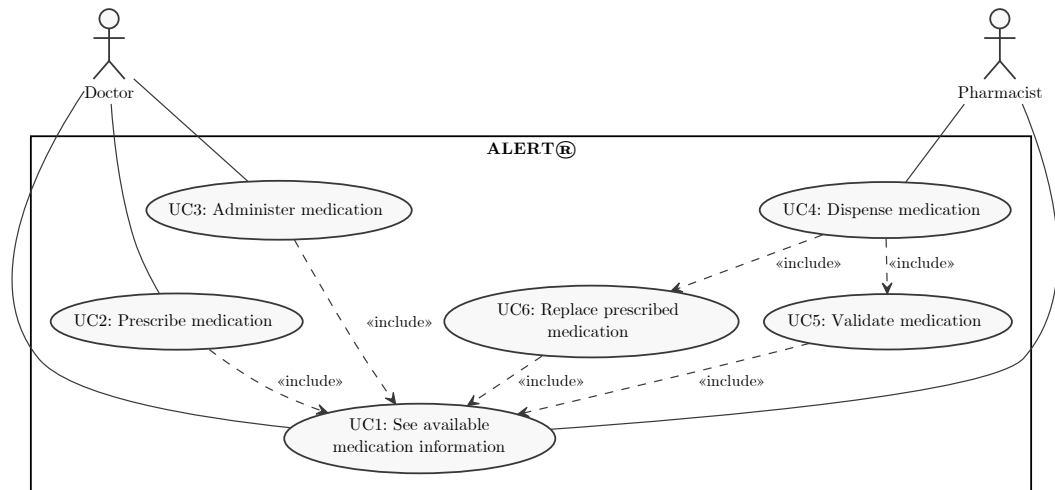 Doctor
Pharmacist
ALERT®
UC3: Administer medication
UC4: Dispense medication
«include»
«include»
UC2: Prescribe medication
«include»
UC6: Replace prescribed
medication
UC5: Validate medication
«include»
«include»
«include»
UC1: See available
medication information